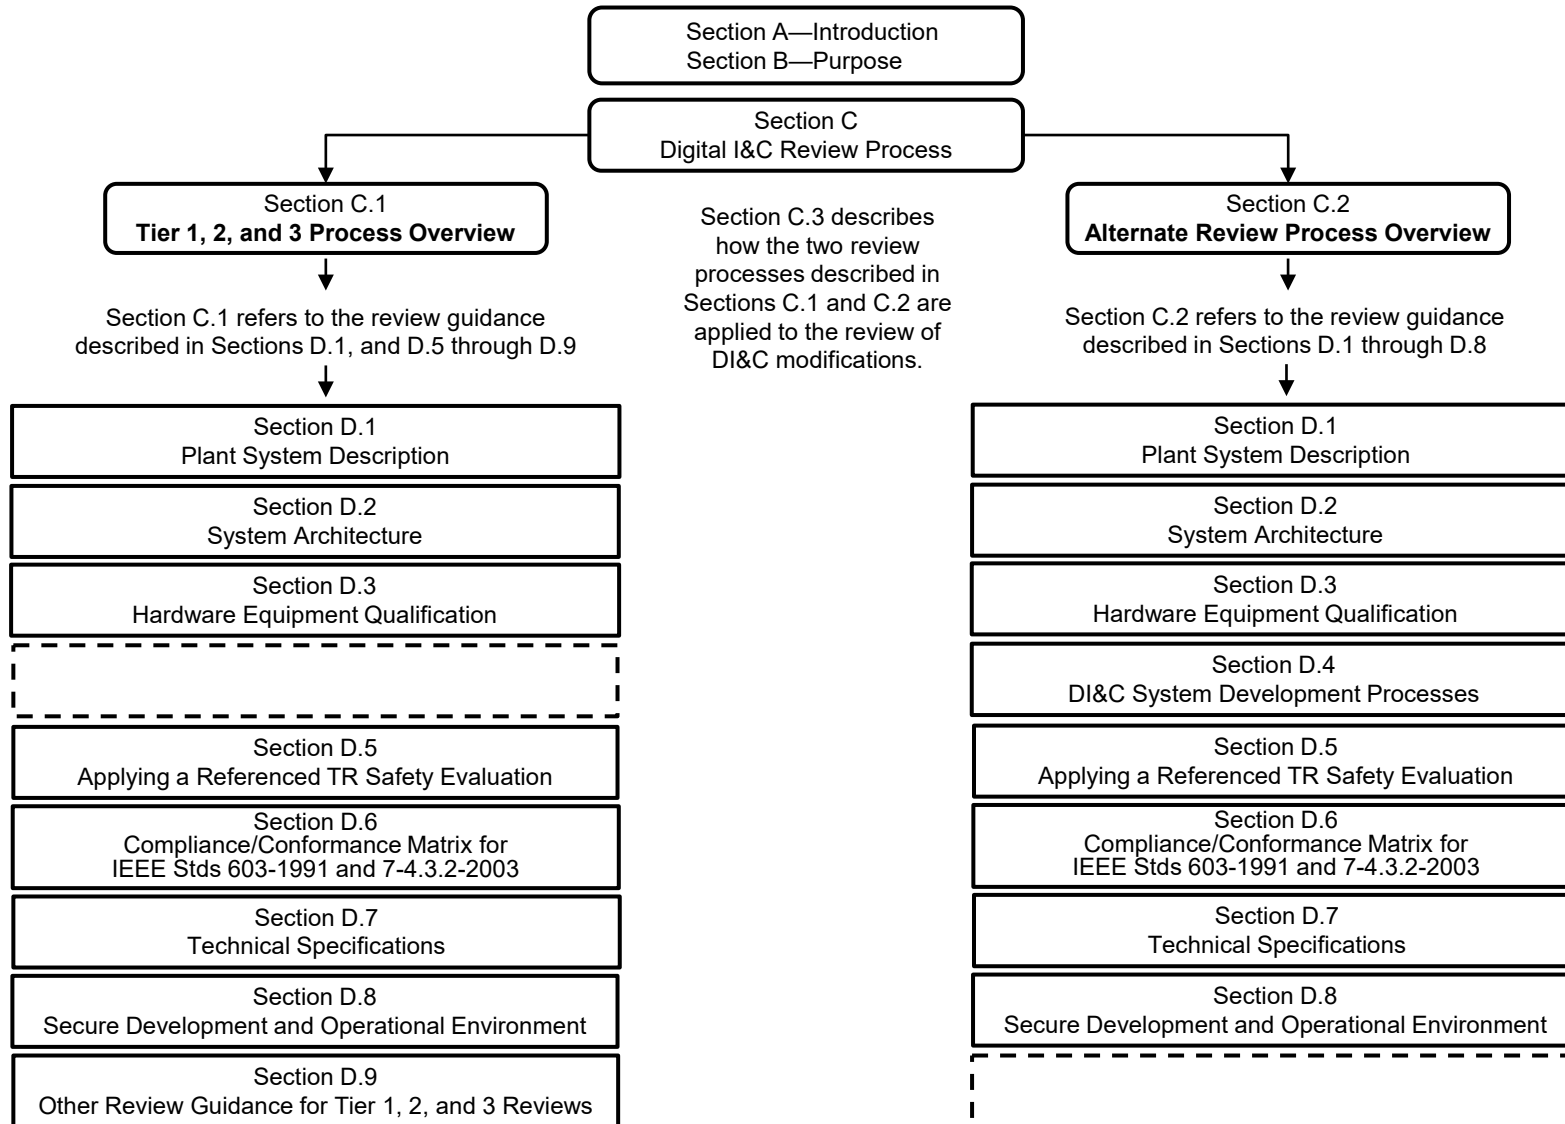 Section A—Introduction
Section B—Purpose
Section C
Digital I&C Review Process
Section C.1
Tier 1, 2, and 3 Process Overview
Section C.1 refers to the review guidance
described in Sections D.1, and D.5 through D.9
Section C.3 describes
how the two review
processes described in
Sections C.1 and C.2 are
applied to the review of
DI&C modifications.
Section C.2
Alternate Review Process Overview
Section C.2 refers to the review guidance
described in Sections D.1 through D.8
Section D.1
Plant System Description
Section D.2
System Architecture
Section D.3
Hardware Equipment Qualification
Section D.5
Applying a Referenced TR Safety Evaluation
Section D.6
Compliance/Conformance Matrix for
IEEE Stds 603-1991 and 7-4.3.2-2003
Section D.7
Technical Specifications
Section D.8
Secure Development and Operational Environment
Section D.9
Other Review Guidance for Tier 1, 2, and 3 Reviews
Section D.1
Plant System Description
Section D.2
System Architecture
Section D.3
Hardware Equipment Qualification
Section D.4
DI&C System Development Processes
Section D.5
Applying a Referenced TR Safety Evaluation
Section D.6
Compliance/Conformance Matrix for
IEEE Stds 603-1991 and 7-4.3.2-2003
Section D.7
Technical Specifications
Section D.8
Secure Development and Operational Environment